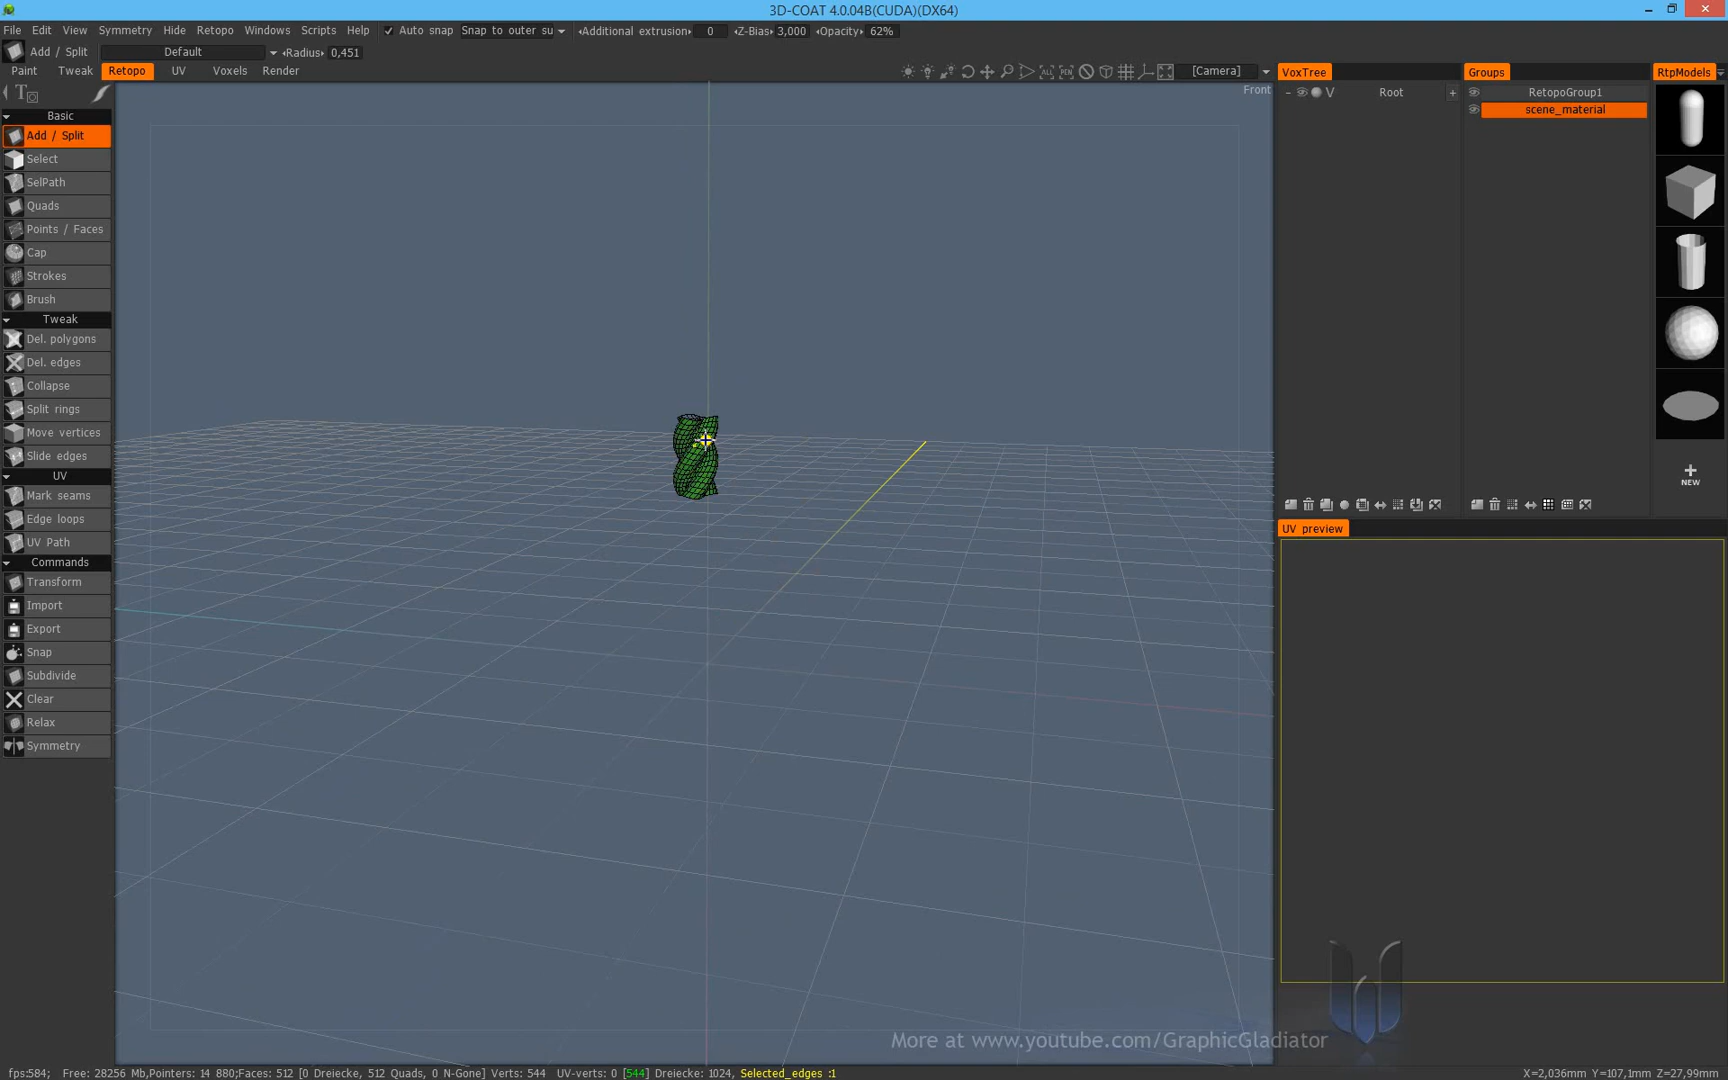 3D-COAT 4.0.04B(CUDA)(DX64)
File Edit View Symmetry Hide Retopo Windows Scripts Help Auto snap Snap to outer su Additional extrusion 0 Z-Bias 3,000 Opacity 62%
Add / Split Default Radius 0,451
Paint Tweak Retopo UV Voxels Render [Camera] VoxTree Groups RtpModels
Front
V Root +
RetopoGroup1
scene_material
Basic
Add / Split
Select
SelPath
Quads
Points / Faces
Cap
Strokes
Brush
Tweak
Del. polygons
Del. edges
Collapse
Split rings
Move vertices
Slide edges
UV
Mark seams
Edge loops
UV Path
Commands
Transform
Import
Export
Snap
Subdivide
Clear
Relax
Symmetry
NEW
UV preview
More at www.youtube.com/GraphicGladiator
fps:584; Free: 28256 Mb,Pointers: 14 880;Faces: 512 [0 Dreiecke, 512 Quads, 0 N-Gone] Verts: 544 UV-verts: 0 [544] Dreiecke: 1024, Selected_edges :1 X=2,036mm Y=107,1mm Z=27,99mm